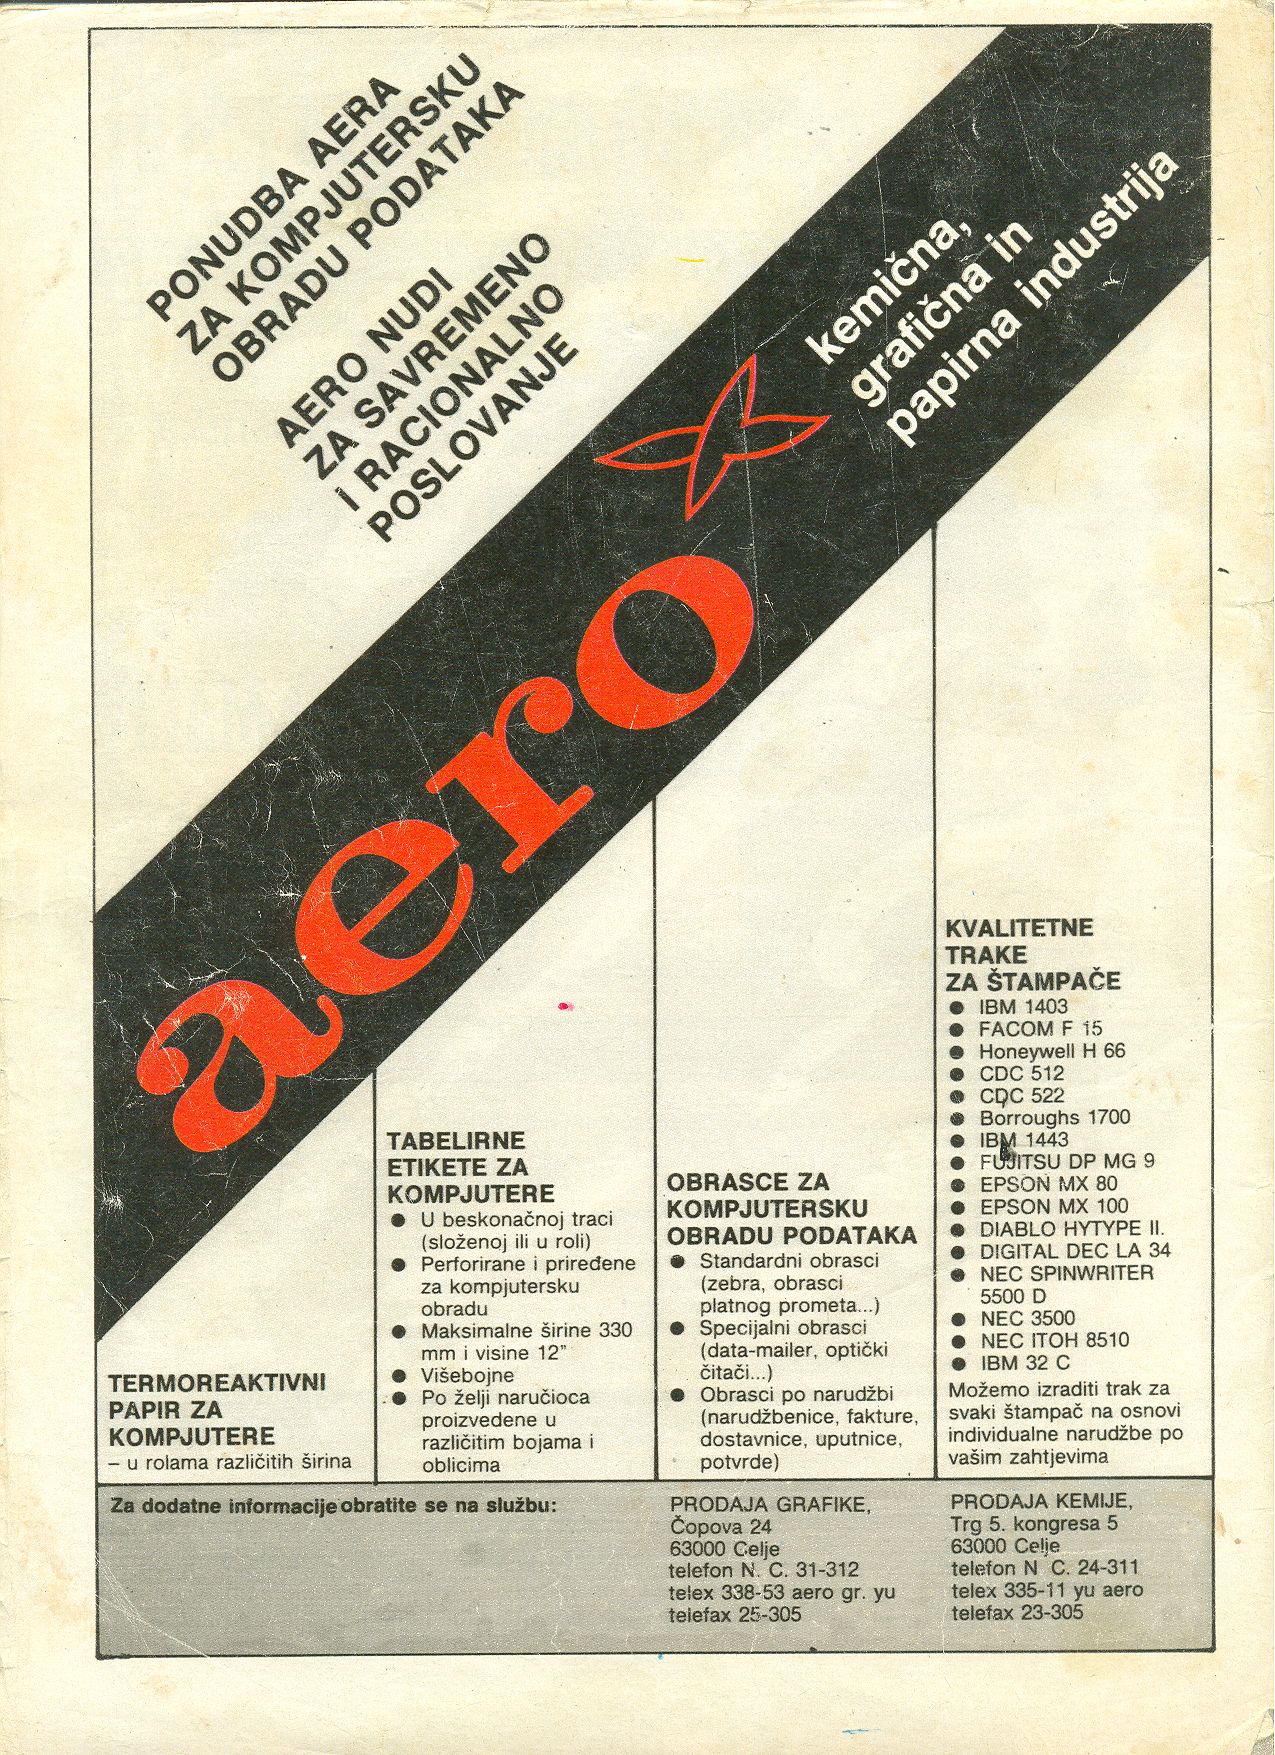 PONUDBA AERA
ZA KOMPJUTERSKU
OBRADU PODATAKA
AERO NUDI
ZA SAVREMENO
I RACIONALNO
POSLOVANJE
kemična,
grafična in
papirna industrija
aero
TERMOREAKTIVNI
PAPIR ZA
KOMPJUTERE
– u rolama različitih širina
TABELIRNE
ETIKETE ZA
KOMPJUTERE
● U beskonačnoj traci
(složenoj ili u roli)
● Perforirane i priređene
za kompjutersku
obradu
● Maksimalne širine 330
mm i visine 12”
● Višebojne
● Po želji naručioca
proizvedene u
različitim bojama i
oblicima
OBRASCE ZA
KOMPJUTERSKU
OBRADU PODATAKA
● Standardni obrasci
(zebra, obrasci
platnog prometa...)
● Specijalni obrasci
(data-mailer, optički
čitači...)
● Obrasci po narudžbi
(narudžbenice, fakture,
dostavnice, uputnice,
potvrde)
KVALITETNE
TRAKE
ZA ŠTAMPAČE
● IBM 1403
● FACOM F 15
● Honeywell H 66
● CDC 512
● CDC 522
● Borroughs 1700
● IBM 1443
● FUJITSU DP MG 9
● EPSON MX 80
● EPSON MX 100
● DIABLO HYTYPE II.
● DIGITAL DEC LA 34
● NEC SPINWRITER
5500 D
● NEC 3500
● NEC ITOH 8510
● IBM 32 C
Možemo izraditi trak za
svaki štampač na osnovi
individualne narudžbe po
vašim zahtjevima
Za dodatne informacije obratite se na službu:
PRODAJA GRAFIKE,
Čopova 24
63000 Celje
telefon N. C. 31-312
telex 338-53 aero gr. yu
telefax 25-305
PRODAJA KEMIJE,
Trg 5. kongresa 5
63000 Celje
telefon N C. 24-311
telex 335-11 yu aero
telefax 23-305